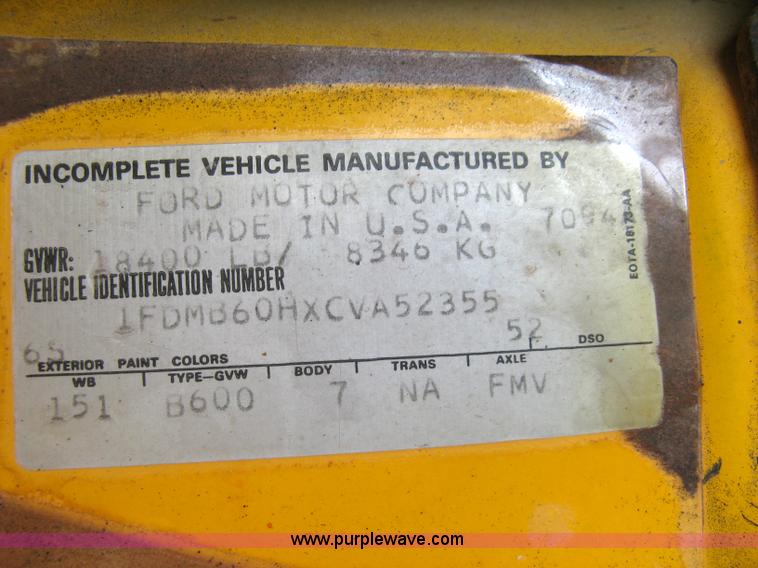 INCOMPLETE VEHICLE MANUFACTURED BY
FORD MOTOR COMPANY
MADE IN U.S.A. 7094
GVWR: 18400 LB/ 8346 KG
VEHICLE IDENTIFICATION NUMBER
1FDMB60HXCVA52355
6S 52
EXTERIOR PAINT COLORS DSO
WB TYPE-GVW BODY TRANS AXLE
151 B600 7 NA FMV
EOTA-18173-AA
www.purplewave.com